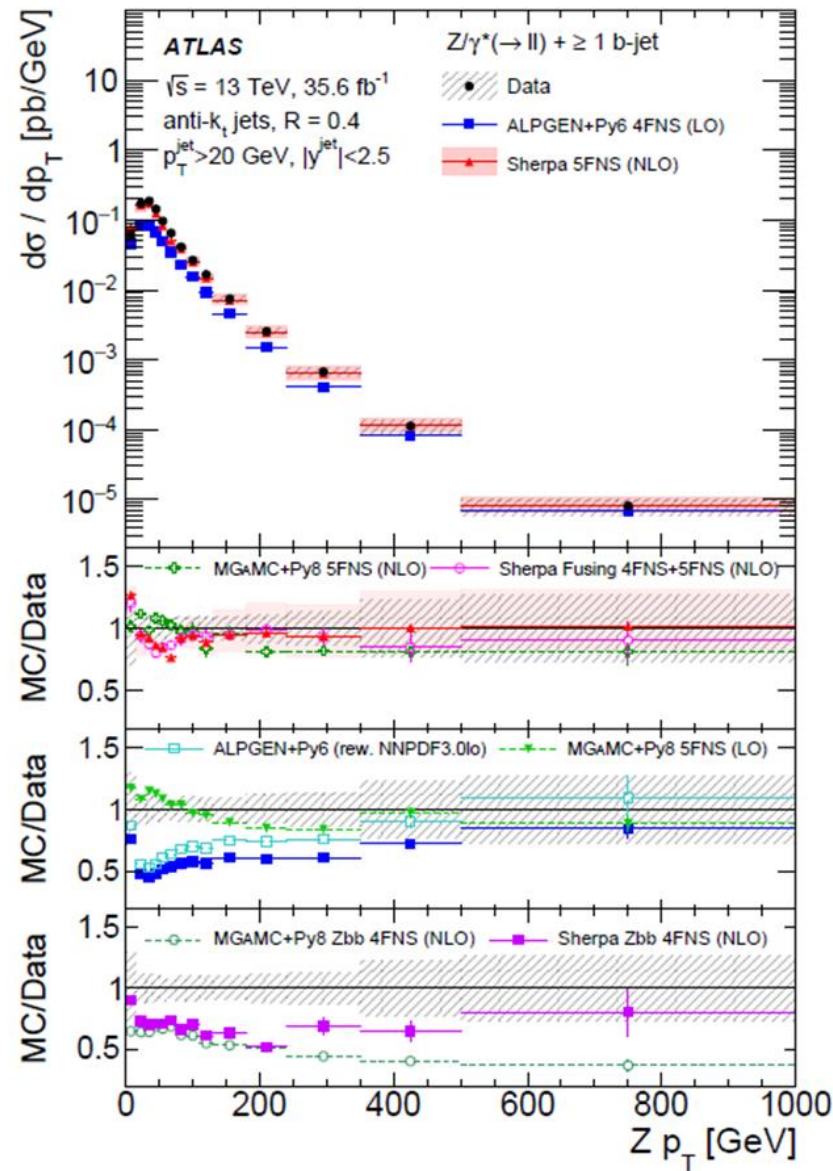 ATLAS
√s = 13 TeV, 35.6 fb⁻¹
anti-kₜ jets, R = 0.4
p_T^jet >20 GeV, |y^jet|<2.5
Z/γ*(→ ll) + ≥ 1 b-jet
Data
ALPGEN+Py6 4FNS (LO)
Sherpa 5FNS (NLO)
dσ / dp_T [pb/GeV]
10
1
10⁻¹
10⁻²
10⁻³
10⁻⁴
10⁻⁵
MGAMC+Py8 5FNS (NLO)
Sherpa Fusing 4FNS+5FNS (NLO)
MC/Data
1.5
1
0.5
ALPGEN+Py6 (rew. NNPDF3.0lo)
MGAMC+Py8 5FNS (LO)
MC/Data
1.5
1
0.5
MGAMC+Py8 Zbb 4FNS (NLO)
Sherpa Zbb 4FNS (NLO)
MC/Data
1.5
1
0.5
0 200 400 600 800 1000
Z p_T [GeV]